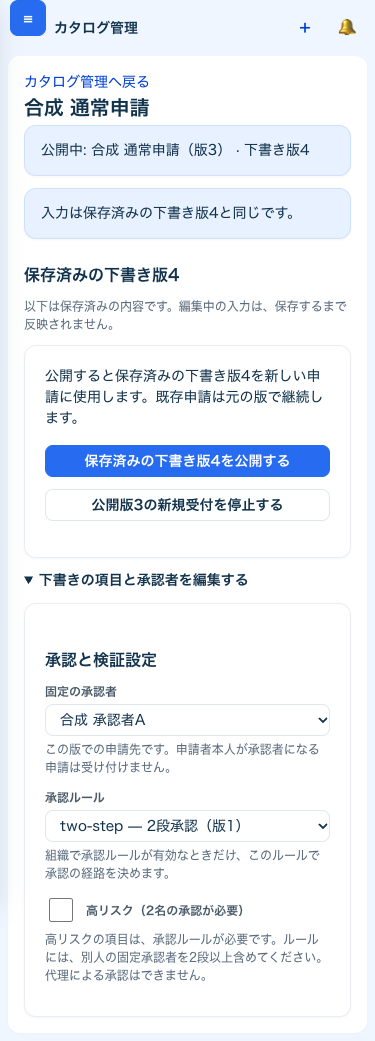 ≡ カタログ管理 + 🔔
カタログ管理へ戻る
合成 通常申請
公開中: 合成 通常申請（版3） · 下書き版4
入力は保存済みの下書き版4と同じです。
保存済みの下書き版4
以下は保存済みの内容です。編集中の入力は、保存するまで
反映されません。
公開すると保存済みの下書き版4を新しい申
請に使用します。既存申請は元の版で継続し
ます。
保存済みの下書き版4を公開する
公開版3の新規受付を停止する
▼ 下書きの項目と承認者を編集する
承認と検証設定
固定の承認者
合成 承認者A
この版での申請先です。申請者本人が承認者になる
申請は受け付けません。
承認ルール
two-step — 2段承認（版1）
組織で承認ルールが有効なときだけ、このルールで
承認の経路を決めます。
高リスク（2名の承認が必要）
高リスクの項目は、承認ルールが必要です。ルール
には、別人の固定承認者を2段以上含めてください。
代理による承認はできません。